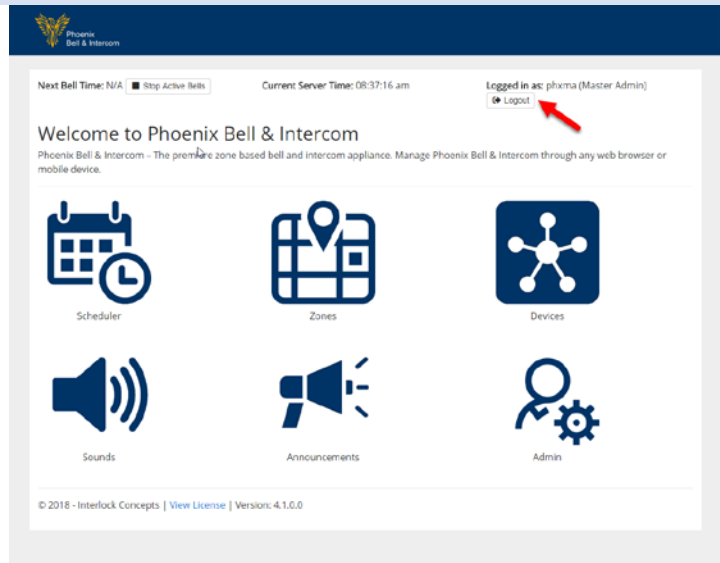 Phoenix
Bell & Intercom
Next Bell Time: N/A Stop Active Bells Current Server Time: 08:37:16 am Logged in as: phxma (Master Admin)
Logout
Welcome to Phoenix Bell & Intercom
Phoenix Bell & Intercom – The premiere zone based bell and intercom appliance. Manage Phoenix Bell & Intercom through any web browser or
mobile device.
Scheduler Zones Devices
Sounds Announcements Admin
© 2018 - Interlock Concepts | View License | Version: 4.1.0.0